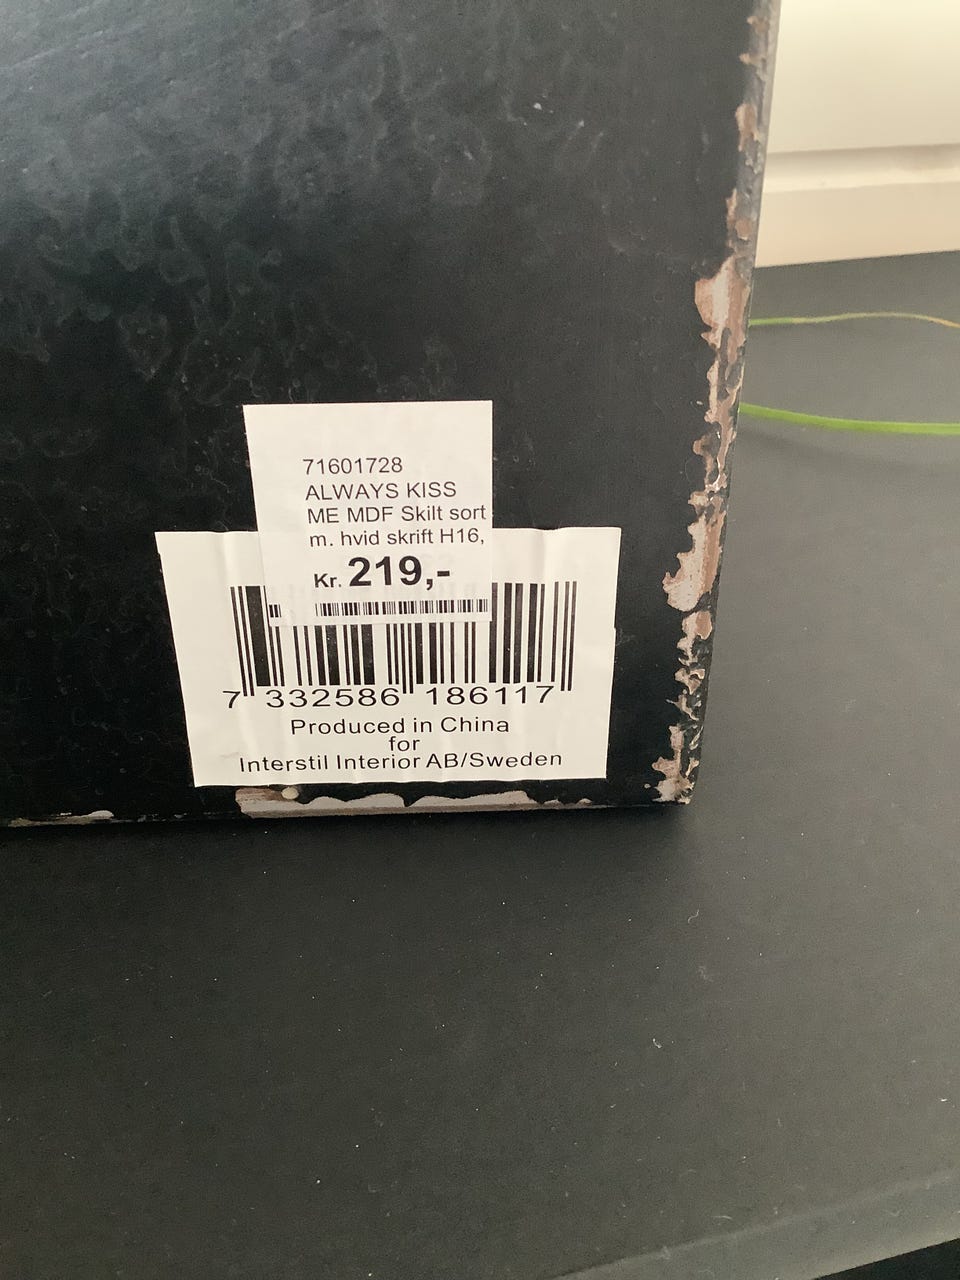 71601728
ALWAYS KISS
ME MDF Skilt sort
m. hvid skrift H16,
Kr. 219,-
7 332586 186117
Produced in China
for
Interstil Interior AB/Sweden